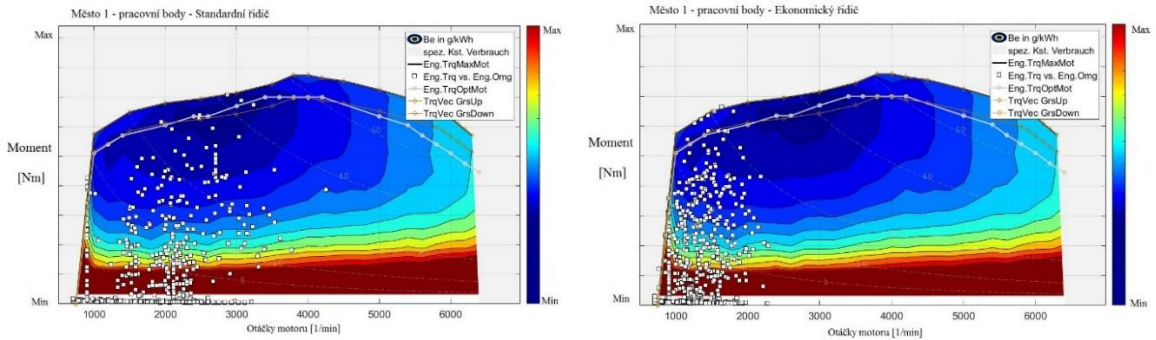 Město 1 - pracovní body - Standardní řidič
Max
Moment
[Nm]
Min
1000 2000 3000 4000 5000 6000
Otáčky motoru [1/min]
Be in g/kWh
spez. Kst. Verbrauch
Eng.TrqMaxMot
Eng.Trq vs. Eng.Omg
Eng.TrqOptMot
TrqVec GrsUp
TrqVec GrsDown
60
40
Max
Min
Město 1 - pracovní body - Ekonomický řidič
Max
Moment
[Nm]
Min
1000 2000 3000 4000 5000 6000
Otáčky motoru [1/min]
Be in g/kWh
spez. Kst. Verbrauch
Eng.TrqMaxMot
Eng.Trq vs. Eng.Omg
Eng.TrqOptMot
TrqVec GrsUp
TrqVec GrsDown
60
40
Max
Min